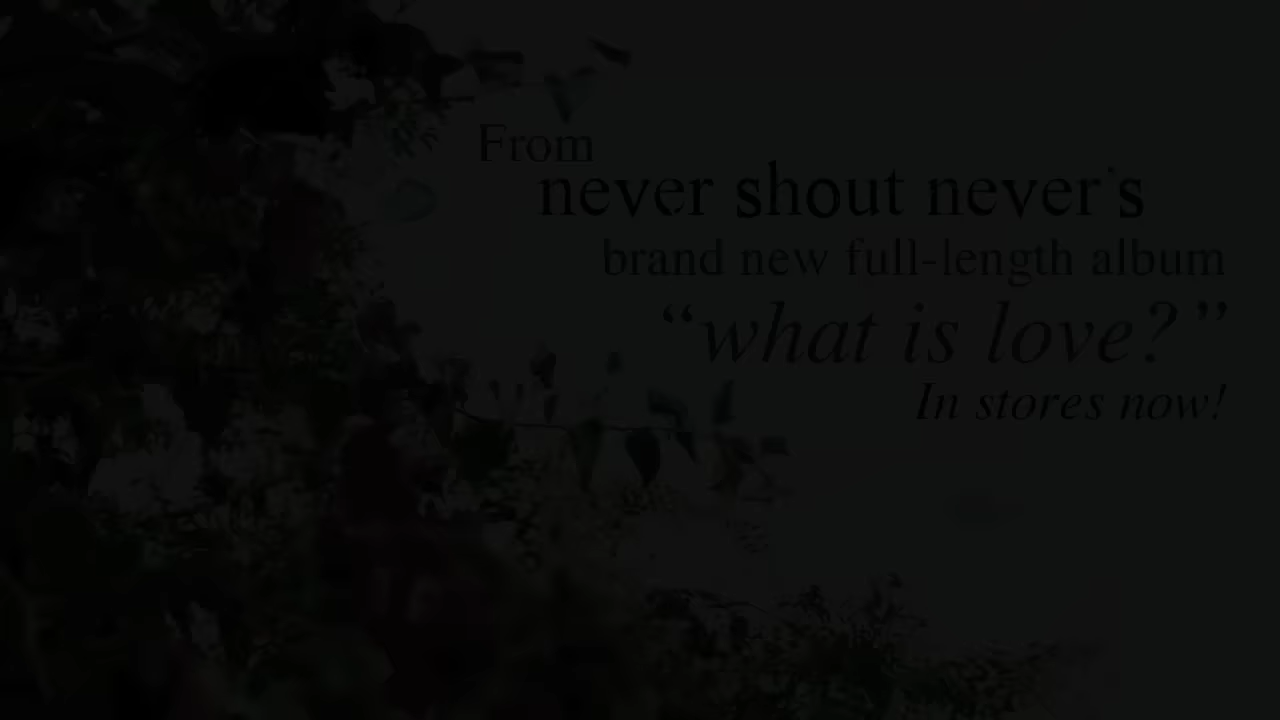 From
never shout never's
brand new full-length album
“what is love?”
In stores now!